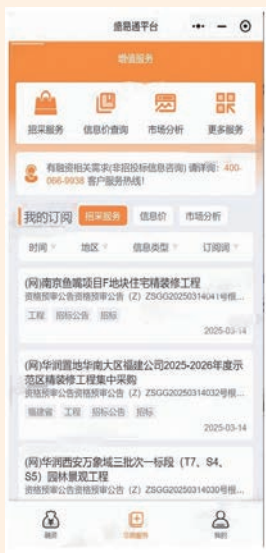 盛易通平台
增值服务
招采服务 信息价查询 市场分析 更多服务
有融资相关需求(非招投标信息咨询) 请详询: 400-
066-9938 客户服务热线!
我的订阅 招采服务 信息价 市场分析
时间 地区 信息类型 订阅词
(网)南京鱼嘴项目F地块住宅精装修工程
资格预审公告资格预审公告 (Z) ZSGG20250314041号根...
工程 招标公告 招标
2025-03-14
(网)华润置地华南大区福建公司2025-2026年度示
范区精装修工程集中采购
资格预审公告资格预审公告 (Z) ZSGG20250314032号根...
福建省 工程 招标公告 招标
2025-03-14
(网)华润西安万象域三批次一标段 (T7、S4、
S5) 园林景观工程
资格预审公告资格预审公告 (Z) ZSGG20250314030号根...
融资 我的